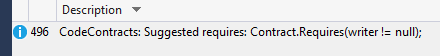 Description
496 CodeContracts: Suggested requires: Contract.Requires(writer != null);